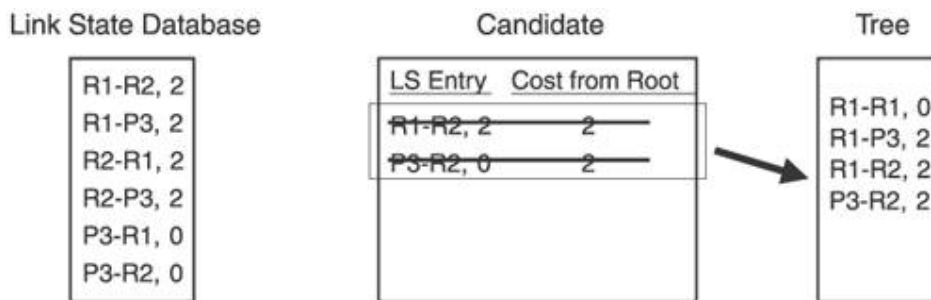 Link State Database
Candidate
Tree
R1-R2, 2
R1-P3, 2
R2-R1, 2
R2-P3, 2
P3-R1, 0
P3-R2, 0
LS Entry Cost from Root
R1-R2, 2 2
P3-R2, 0 2
R1-R1, 0
R1-P3, 2
R1-R2, 2
P3-R2, 2